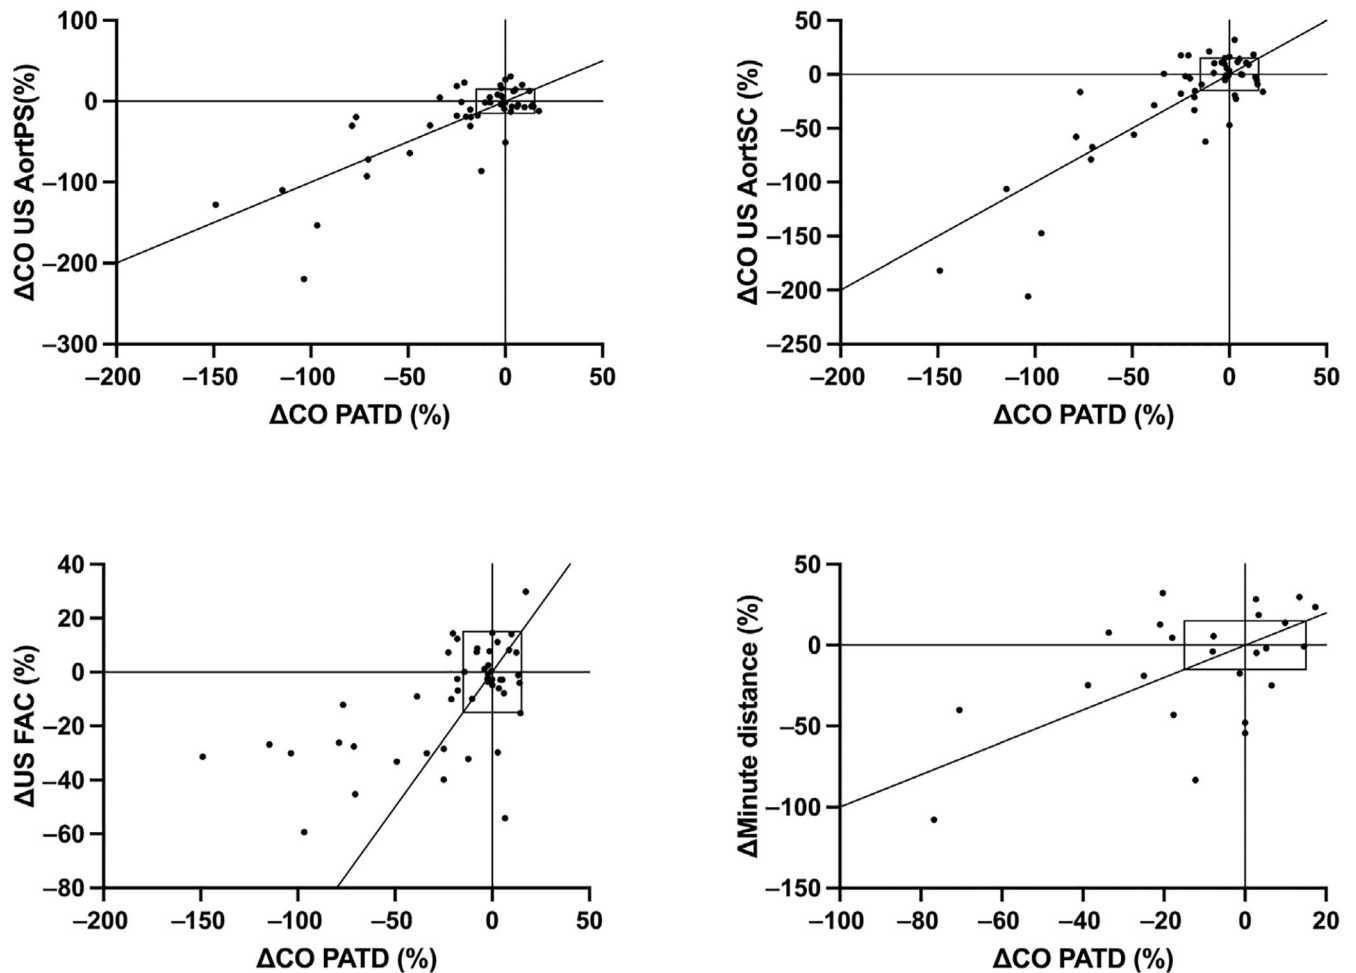 ΔCO US AortPS(%)
100
0
–100
–200
–300
–200 –150 –100 –50 0 50
ΔCO PATD (%)
ΔCO US AortSC (%)
50
0
–50
–100
–150
–200
–250
–200 –150 –100 –50 0 50
ΔCO PATD (%)
ΔUS FAC (%)
40
20
0
–20
–40
–60
–80
–200 –150 –100 –50 0 50
ΔCO PATD (%)
ΔMinute distance (%)
50
0
–50
–100
–150
–100 –80 –60 –40 –20 0 20
ΔCO PATD (%)